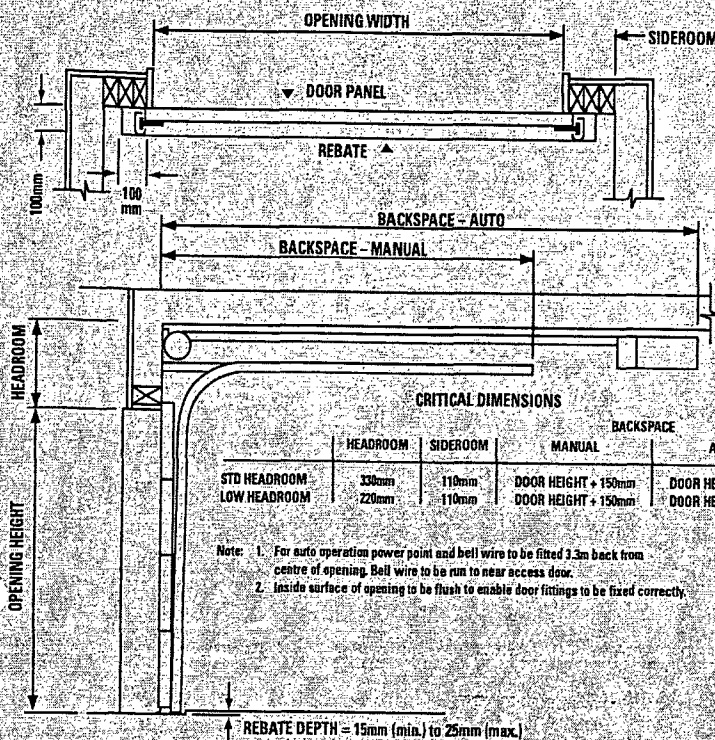 OPENING WIDTH
SIDEROOM
DOOR PANEL
REBATE
100mm
100
mm
BACKSPACE - AUTO
BACKSPACE - MANUAL
HEADROOM
OPENING HEIGHT
CRITICAL DIMENSIONS
BACKSPACE
HEADROOM SIDEROOM MANUAL A
STD HEADROOM 330mm 110mm DOOR HEIGHT + 150mm DOOR HE
LOW HEADROOM 220mm 110mm DOOR HEIGHT + 150mm DOOR HE
Note: 1. For auto operation power point and bell wire to be fitted 3.3m back from
centre of opening. Bell wire to be run to near access door.
2. Inside surface of opening to be flush to enable door fittings to be fixed correctly.
REBATE DEPTH = 15mm (min.) to 25mm (max.)